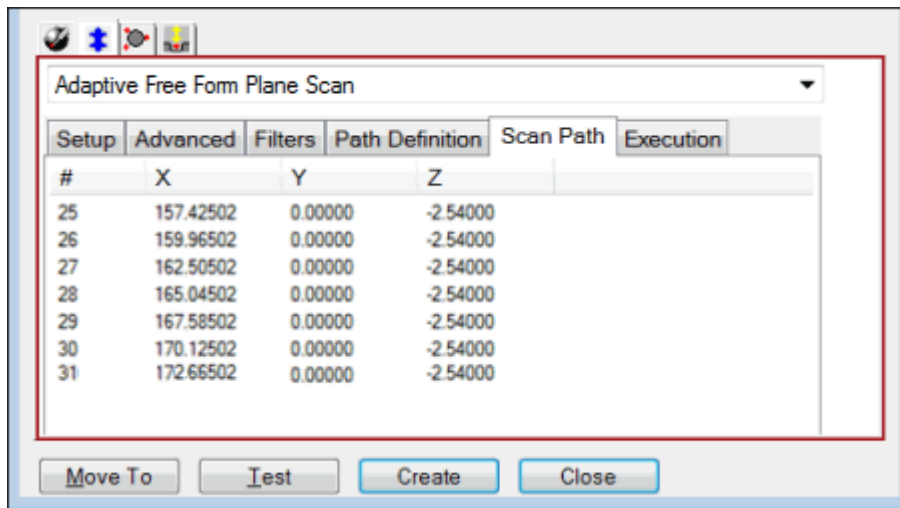 Adaptive Free Form Plane Scan
Setup Advanced Filters Path Definition Scan Path Execution
# X Y Z
25 157.42502 0.00000 -2.54000
26 159.96502 0.00000 -2.54000
27 162.50502 0.00000 -2.54000
28 165.04502 0.00000 -2.54000
29 167.58502 0.00000 -2.54000
30 170.12502 0.00000 -2.54000
31 172.66502 0.00000 -2.54000
Move To Test Create Close